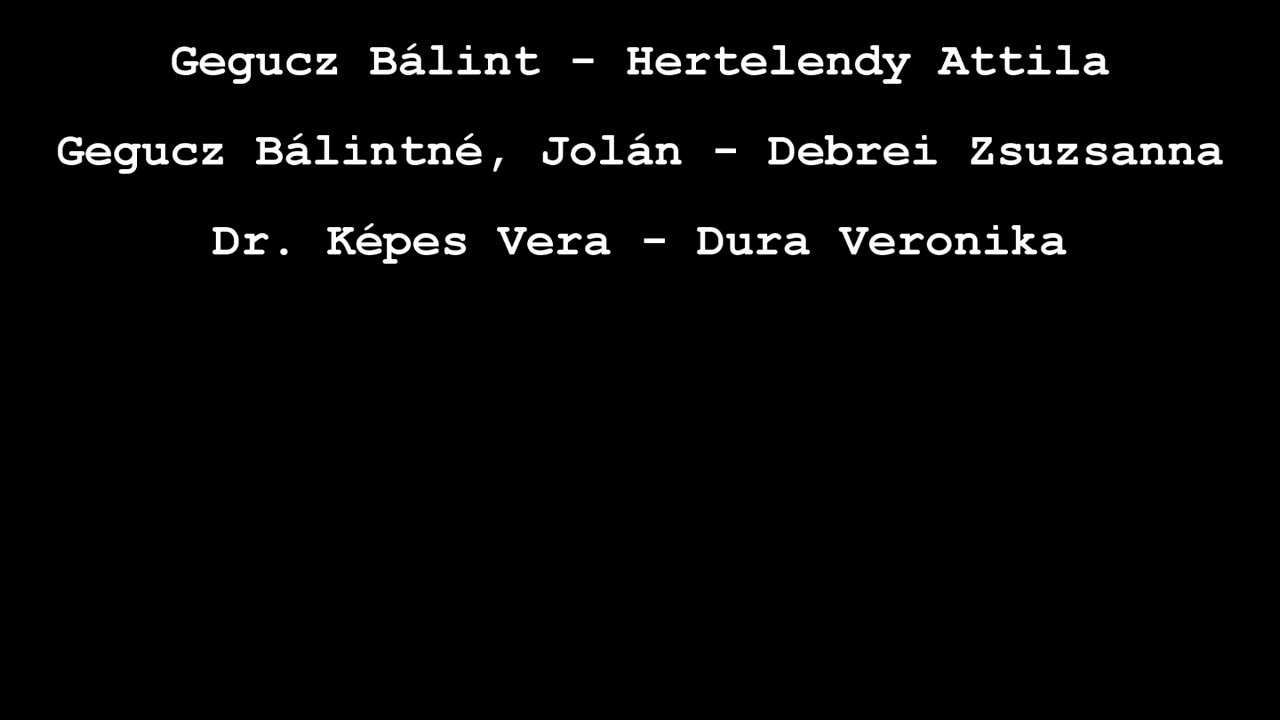 Gegucz Bálint - Hertelendy Attila
Gegucz Bálintné, Jolán - Debrei Zsuzsanna
Dr. Képes Vera - Dura Veronika